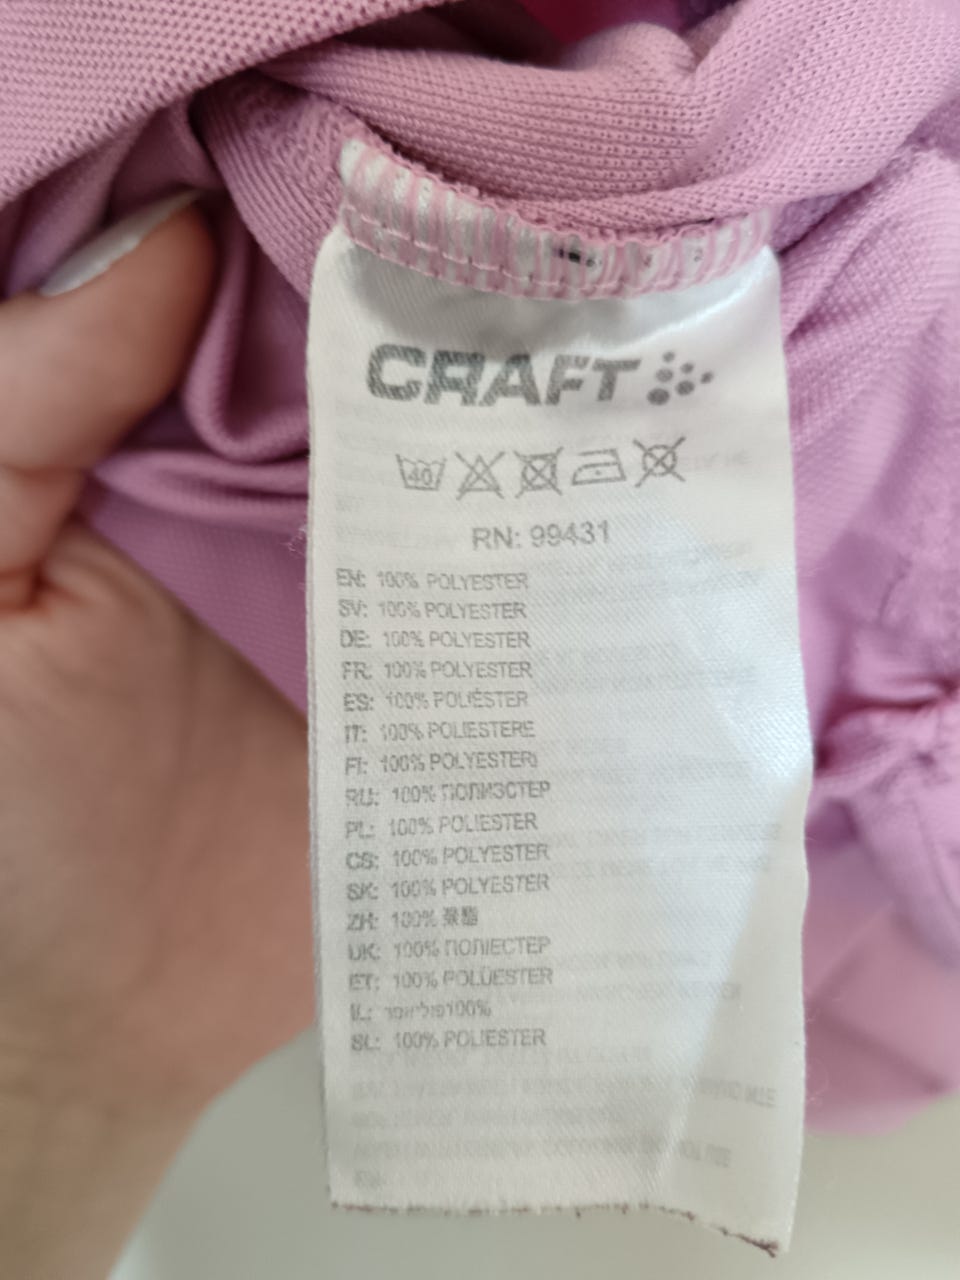 CRAFT
40
RN: 99431
EN: 100% POLYESTER
SV: 100% POLYESTER
DE: 100% POLYESTER
FR: 100% POLYESTER
ES: 100% POLIÉSTER
IT: 100% POLIESTERE
FI: 100% POLYESTERI
RU: 100% ПОЛИЭСТЕР
PL: 100% POLIESTER
CS: 100% POLYESTER
SK: 100% POLYESTER
ZH: 100% 聚酯
UK: 100% ПОЛІЕСТЕР
ET: 100% POLÜESTER
IL: 100%
SL: 100% POLIESTER